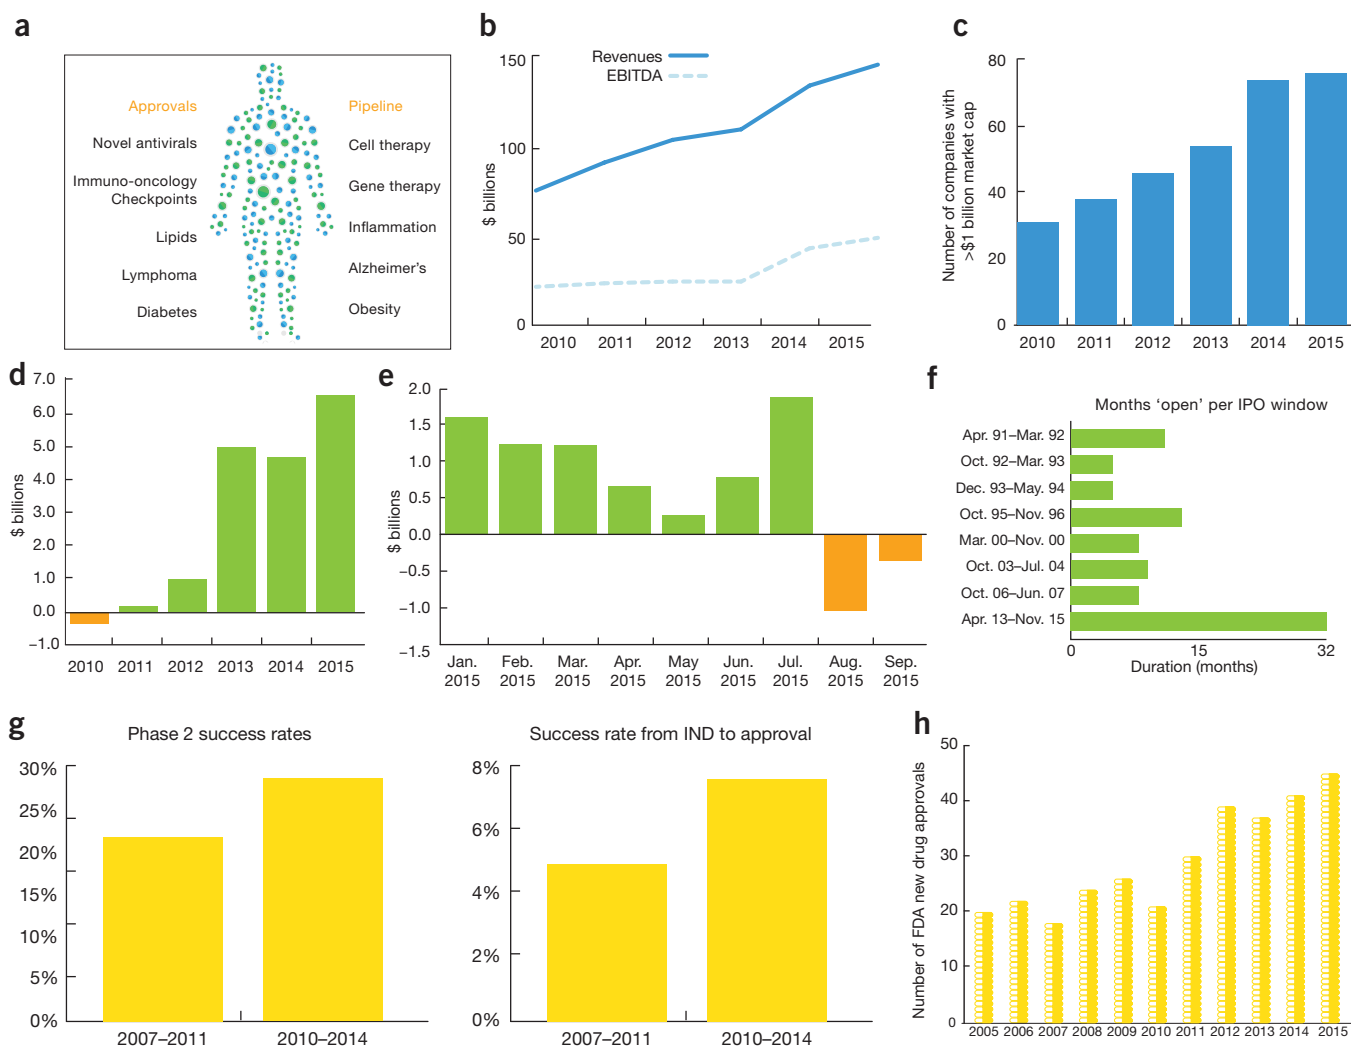 a
Approvals
Novel antivirals
Immuno-oncology
Checkpoints
Lipids
Lymphoma
Diabetes
Pipeline
Cell therapy
Gene therapy
Inflammation
Alzheimer's
Obesity
b
Revenues
EBITDA
$ billions
150
100
50
0
2010 2011 2012 2013 2014 2015
c
Number of companies with
>$1 billion market cap
80
60
40
20
0
2010 2011 2012 2013 2014 2015
d
$ billions
7.0
6.0
5.0
4.0
3.0
2.0
1.0
0.0
−1.0
2010 2011 2012 2013 2014 2015
e
$ billions
2.0
1.5
1.0
0.5
0.0
−0.5
−1.0
−1.5
Jan. Feb. Mar. Apr. May Jun. Jul. Aug. Sep.
2015 2015 2015 2015 2015 2015 2015 2015 2015
f
Months ‘open’ per IPO window
Apr. 91–Mar. 92
Oct. 92–Mar. 93
Dec. 93–May. 94
Oct. 95–Nov. 96
Mar. 00–Nov. 00
Oct. 03–Jul. 04
Oct. 06–Jun. 07
Apr. 13–Nov. 15
0 15 32
Duration (months)
g
Phase 2 success rates
30%
25%
20%
15%
10%
5%
0%
2007–2011 2010–2014
Success rate from IND to approval
8%
6%
4%
2%
0%
2007–2011 2010–2014
h
Number of FDA new drug approvals
50
40
30
20
10
0
2005 2006 2007 2008 2009 2010 2011 2012 2013 2014 2015